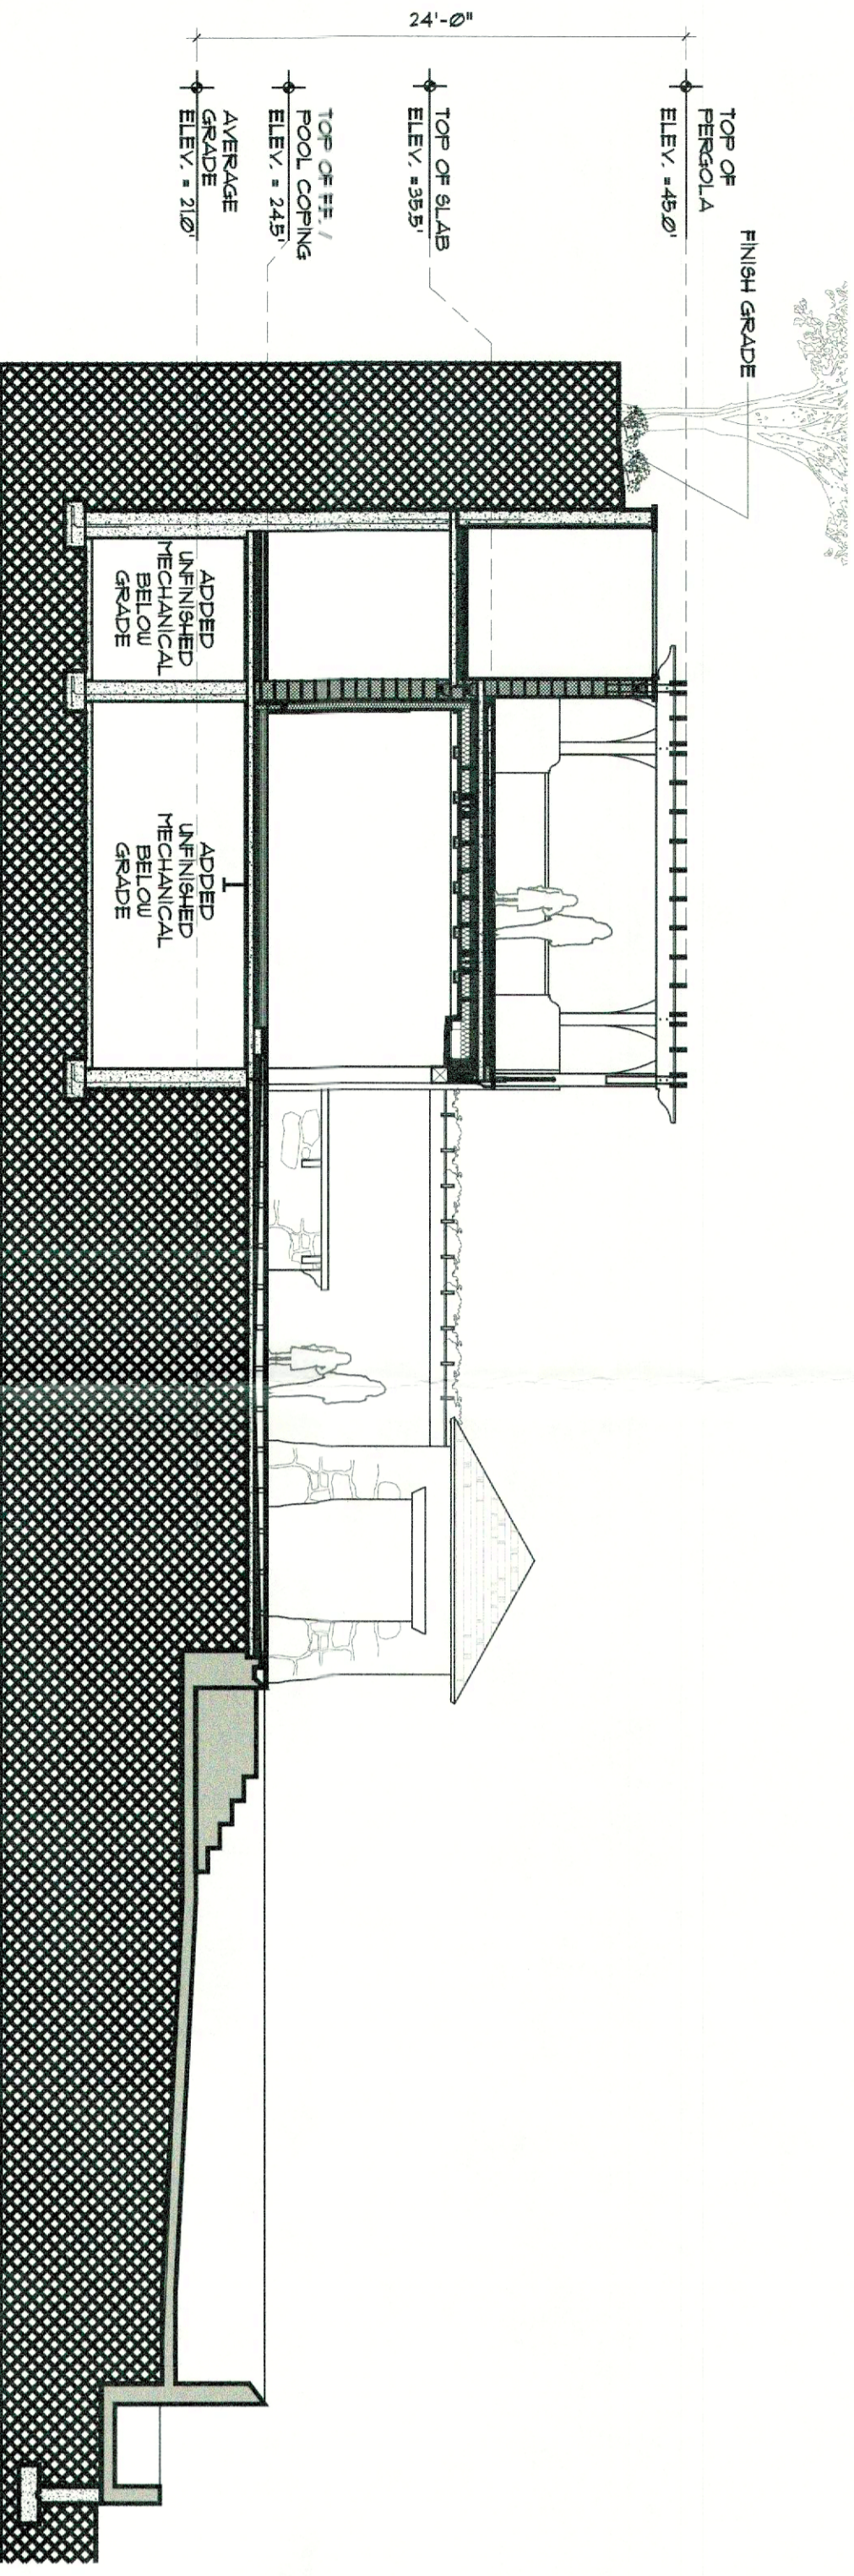 24'-0"
TOP OF
PERGOLA
ELEV. = 45.0'
FINISH GRADE
TOP OF SLAB
ELEV. = 35.5'
TOP OF F.F. /
POOL COPING
ELEV. = 24.5'
AVERAGE
GRADE
ELEV. = 21.0'
ADDED
UNFINISHED
MECHANICAL
BELOW
GRADE
ADDED
UNFINISHED
MECHANICAL
BELOW
GRADE